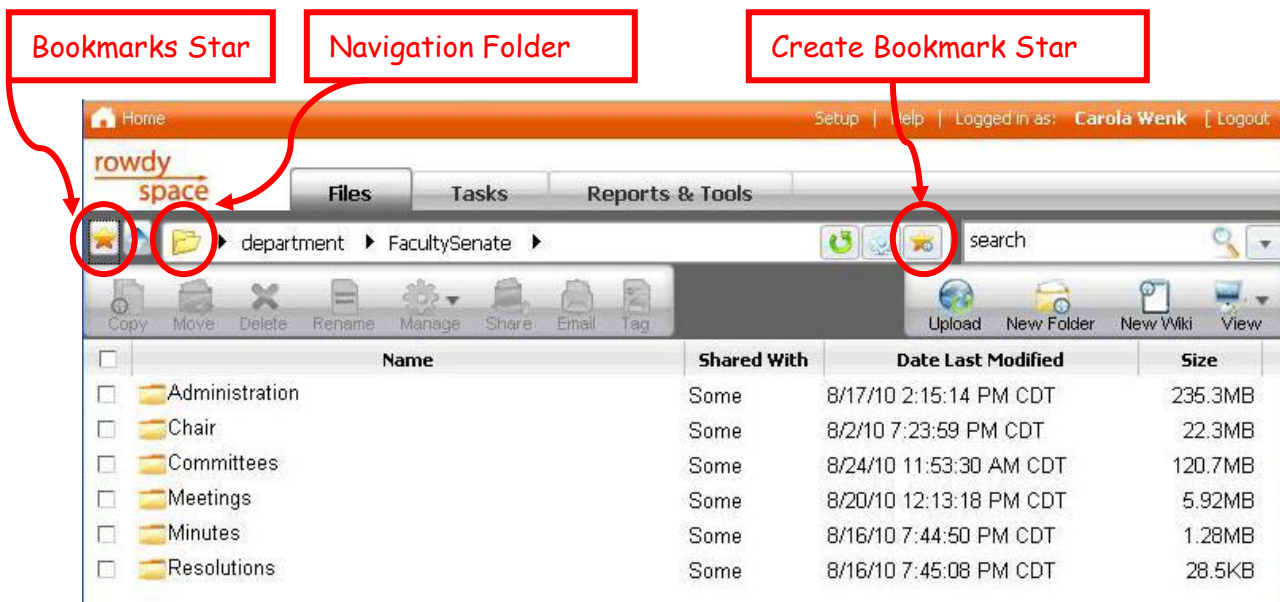 Bookmarks Star
Navigation Folder
Create Bookmark Star
Home Setup | Help | Logged in as: Carola Wenk [ Logout
rowdy
space
Files Tasks Reports & Tools
department FacultySenate search
Copy Move Delete Rename Manage Share Email Tag Upload New Folder New Wiki View
Name Shared With Date Last Modified Size
Administration Some 8/17/10 2:15:14 PM CDT 235.3MB
Chair Some 8/2/10 7:23:59 PM CDT 22.3MB
Committees Some 8/24/10 11:53:30 AM CDT 120.7MB
Meetings Some 8/20/10 12:13:18 PM CDT 5.92MB
Minutes Some 8/16/10 7:44:50 PM CDT 1.28MB
Resolutions Some 8/16/10 7:45:08 PM CDT 28.5KB